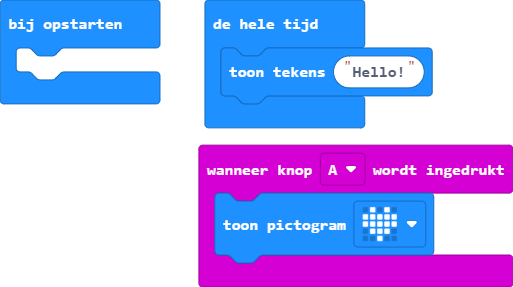 bij opstarten
de hele tijd
toon tekens "Hello!"
wanneer knop A wordt ingedrukt
toon pictogram